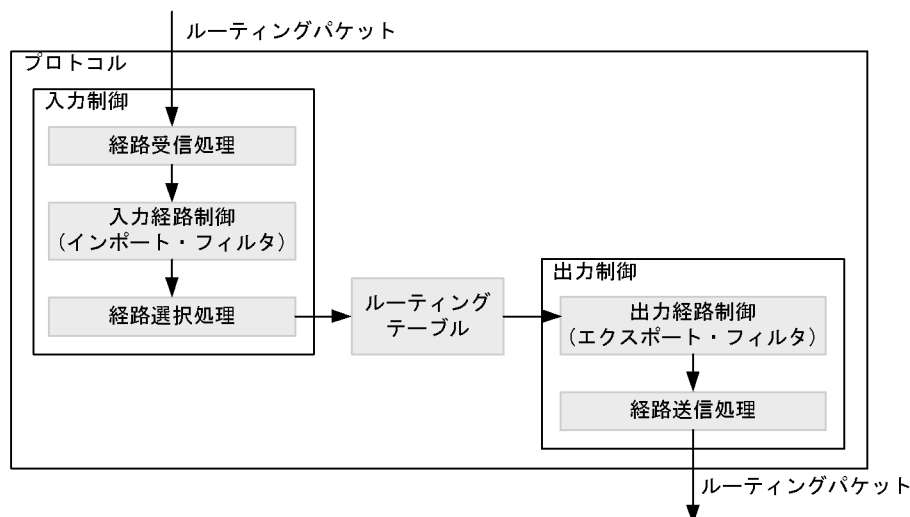 ルーティングパケット
プロトコル
入力制御
経路受信処理
入力経路制御
(インポート・フィルタ)
経路選択処理
ルーティング
テーブル
出力制御
出力経路制御
(エクスポート・フィルタ)
経路送信処理
ルーティングパケット